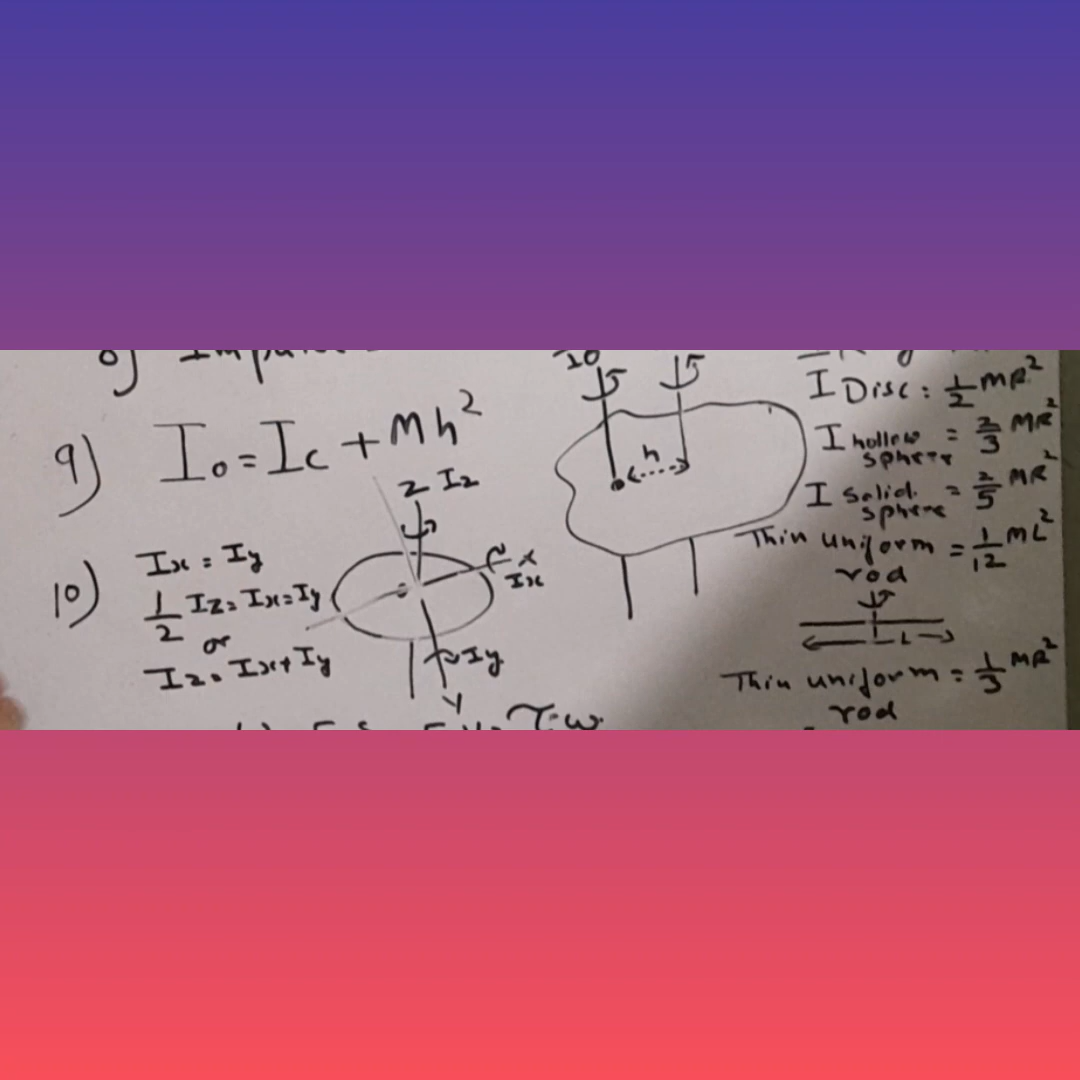 9) I₀ = I_C + Mh²
10) Ix = Iy
1/2 Iz = Ix = Iy
or
Iz = Ix + Iy
Z Iz
X
Ix
Iy
Y
I0
h
I Disc = 1/2 MR²
I hollow sphere = 2/3 MR²
I solid sphere = 2/5 MR²
Thin uniform rod = 1/12 ML²
L
Thin uniform rod = 1/3 MR²